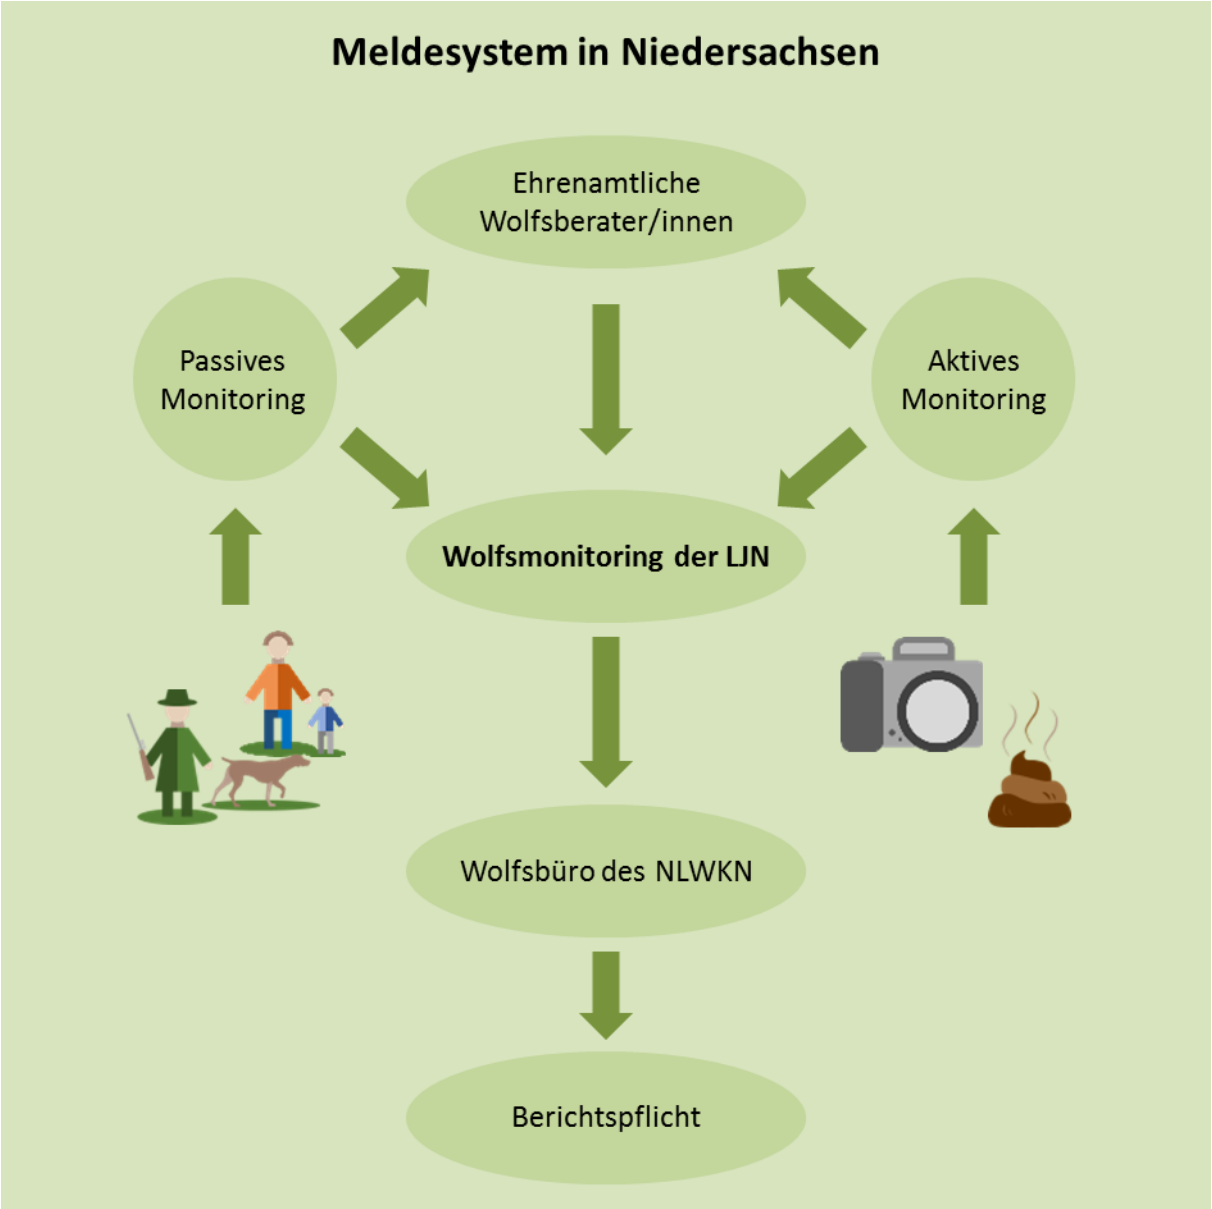 Meldesystem in Niedersachsen
Ehrenamtliche
Wolfsberater/innen
Passives
Monitoring
Aktives
Monitoring
Wolfsmonitoring der LJN
Wolfsbüro des NLWKN
Berichtspflicht